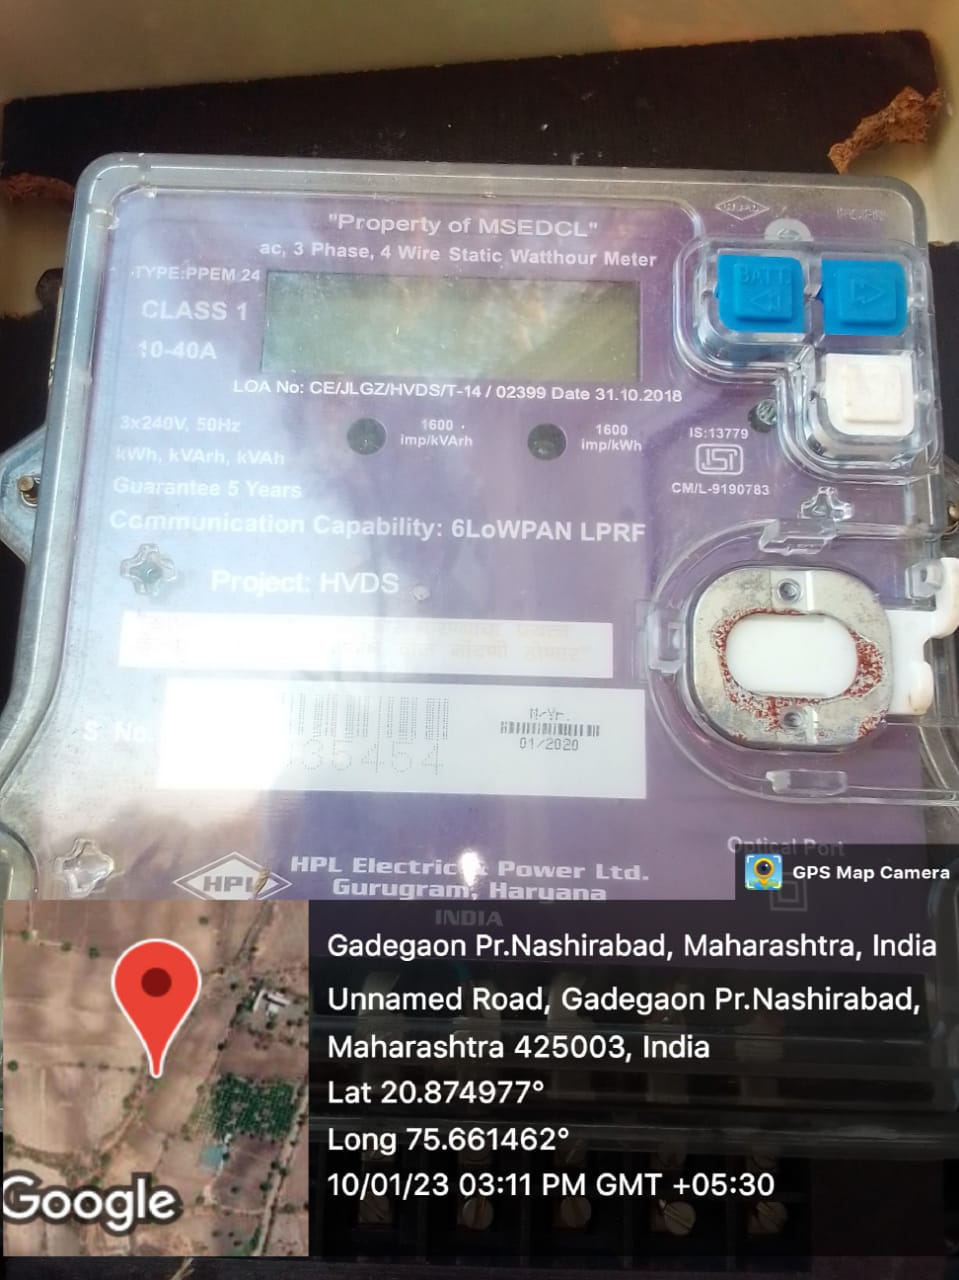 "Property of MSEDCL"
ac, 3 Phase, 4 Wire Static Watthour Meter
TYPE:PPEM 24
CLASS 1
10-40A
BATT.
LOA No: CE/JLGZ/HVDS/T-14 / 02399 Date 31.10.2018
3x240V, 50Hz
1600
imp/kVArh
1600
imp/kWh
IS:13779
ISI
CM/L-9190783
kWh, kVArh, kVAh
Guarantee 5 Years
Communication Capability: 6LoWPAN LPRF
Project: HVDS
S. No.
35454
01/2020
Optical Port
HPL
HPL Electric & Power Ltd.
Gurugram, Haryana
INDIA
GPS Map Camera
Gadegaon Pr.Nashirabad, Maharashtra, India
Unnamed Road, Gadegaon Pr.Nashirabad,
Maharashtra 425003, India
Lat 20.874977°
Long 75.661462°
10/01/23 03:11 PM GMT +05:30
Google